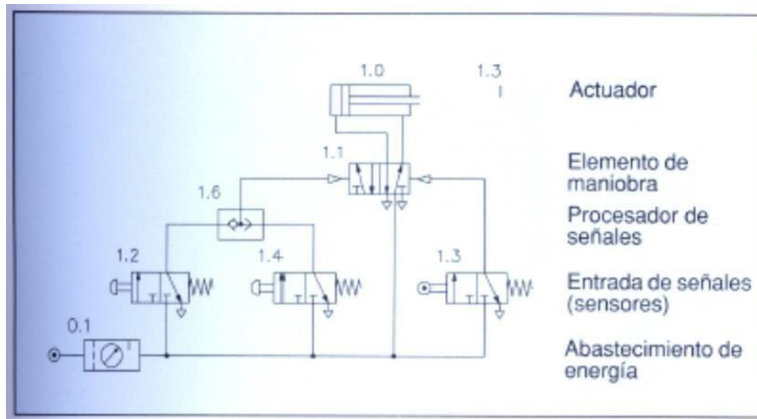 1.0
1.3
Actuador
1.1
Elemento de
maniobra
1.6
Procesador de
señales
1.2
1.4
1.3
Entrada de señales
(sensores)
0.1
Abastecimiento de
energía